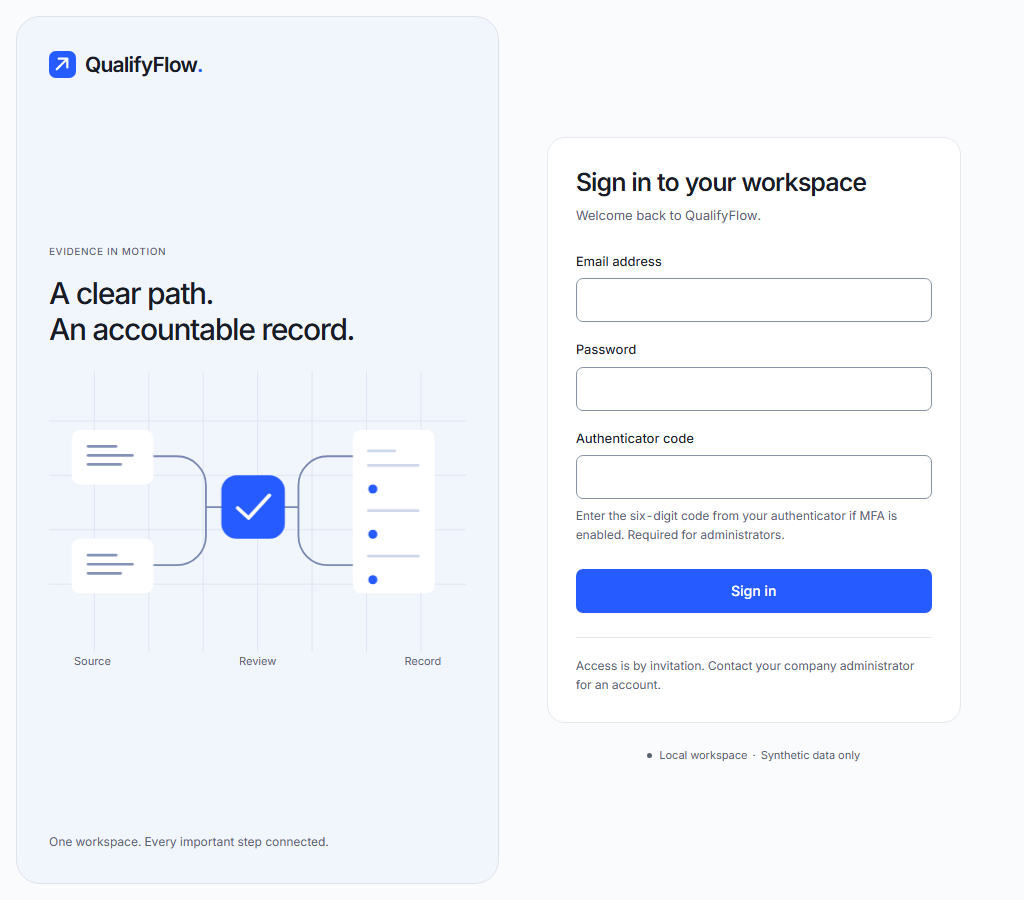 QualifyFlow.
EVIDENCE IN MOTION
A clear path.
An accountable record.
Source
Review
Record
One workspace. Every important step connected.
Sign in to your workspace
Welcome back to QualifyFlow.
Email address
Password
Authenticator code
Enter the six-digit code from your authenticator if MFA is
enabled. Required for administrators.
Sign in
Access is by invitation. Contact your company administrator
for an account.
Local workspace · Synthetic data only